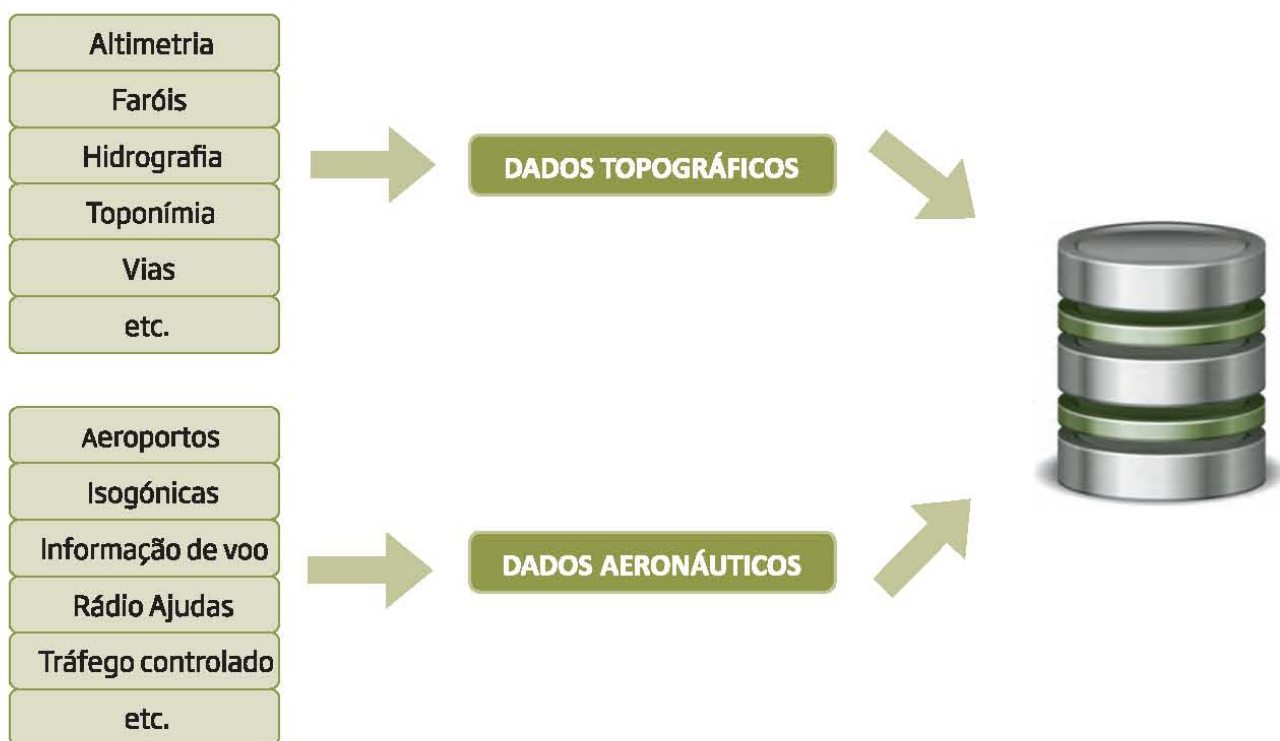 Altimetria
Faróis
Hidrografia
Toponímia
Vias
etc.
DADOS TOPOGRÁFICOS
Aeroportos
Isogónicas
Informação de voo
Rádio Ajudas
Tráfego controlado
etc.
DADOS AERONÁUTICOS